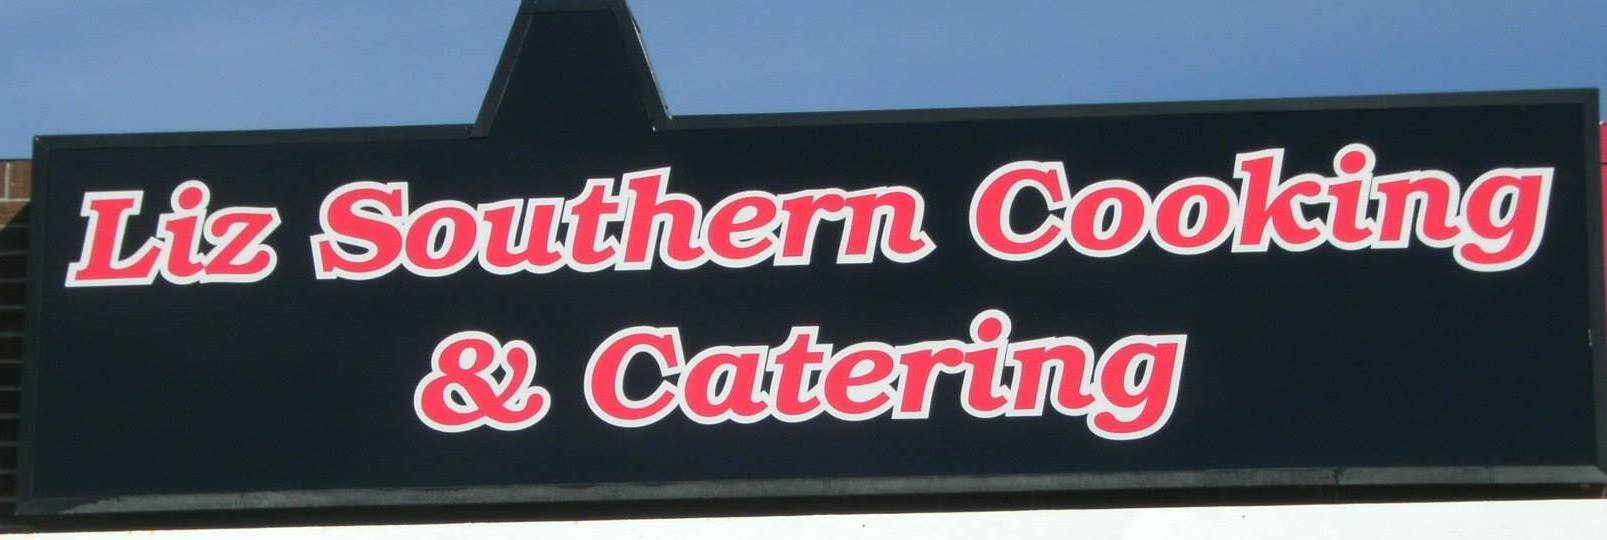 Liz Southern Cooking
& Catering